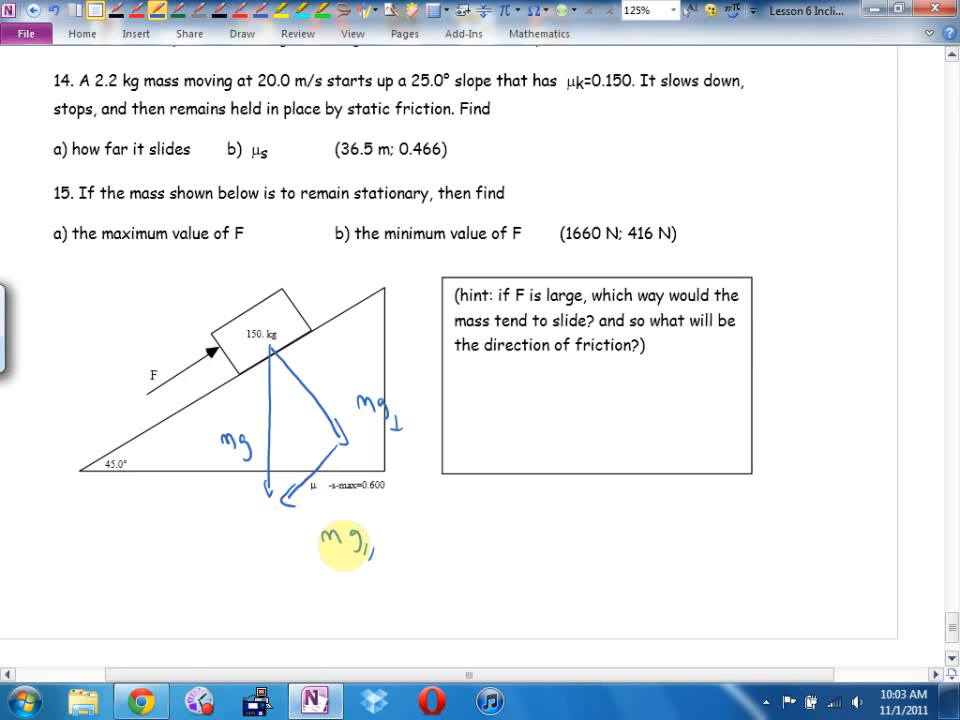 125%
Lesson 6 Incli...
File Home Insert Share Draw Review View Pages Add-Ins Mathematics
14. A 2.2 kg mass moving at 20.0 m/s starts up a 25.0° slope that has μk=0.150. It slows down,
stops, and then remains held in place by static friction. Find
a) how far it slides b) μs (36.5 m; 0.466)
15. If the mass shown below is to remain stationary, then find
a) the maximum value of F b) the minimum value of F (1660 N; 416 N)
(hint: if F is large, which way would the
mass tend to slide? and so what will be
the direction of friction?)
150. kg
F
mg⊥
mg
45.0°
μ -s-max=0.600
mg||
10:03 AM
11/1/2011